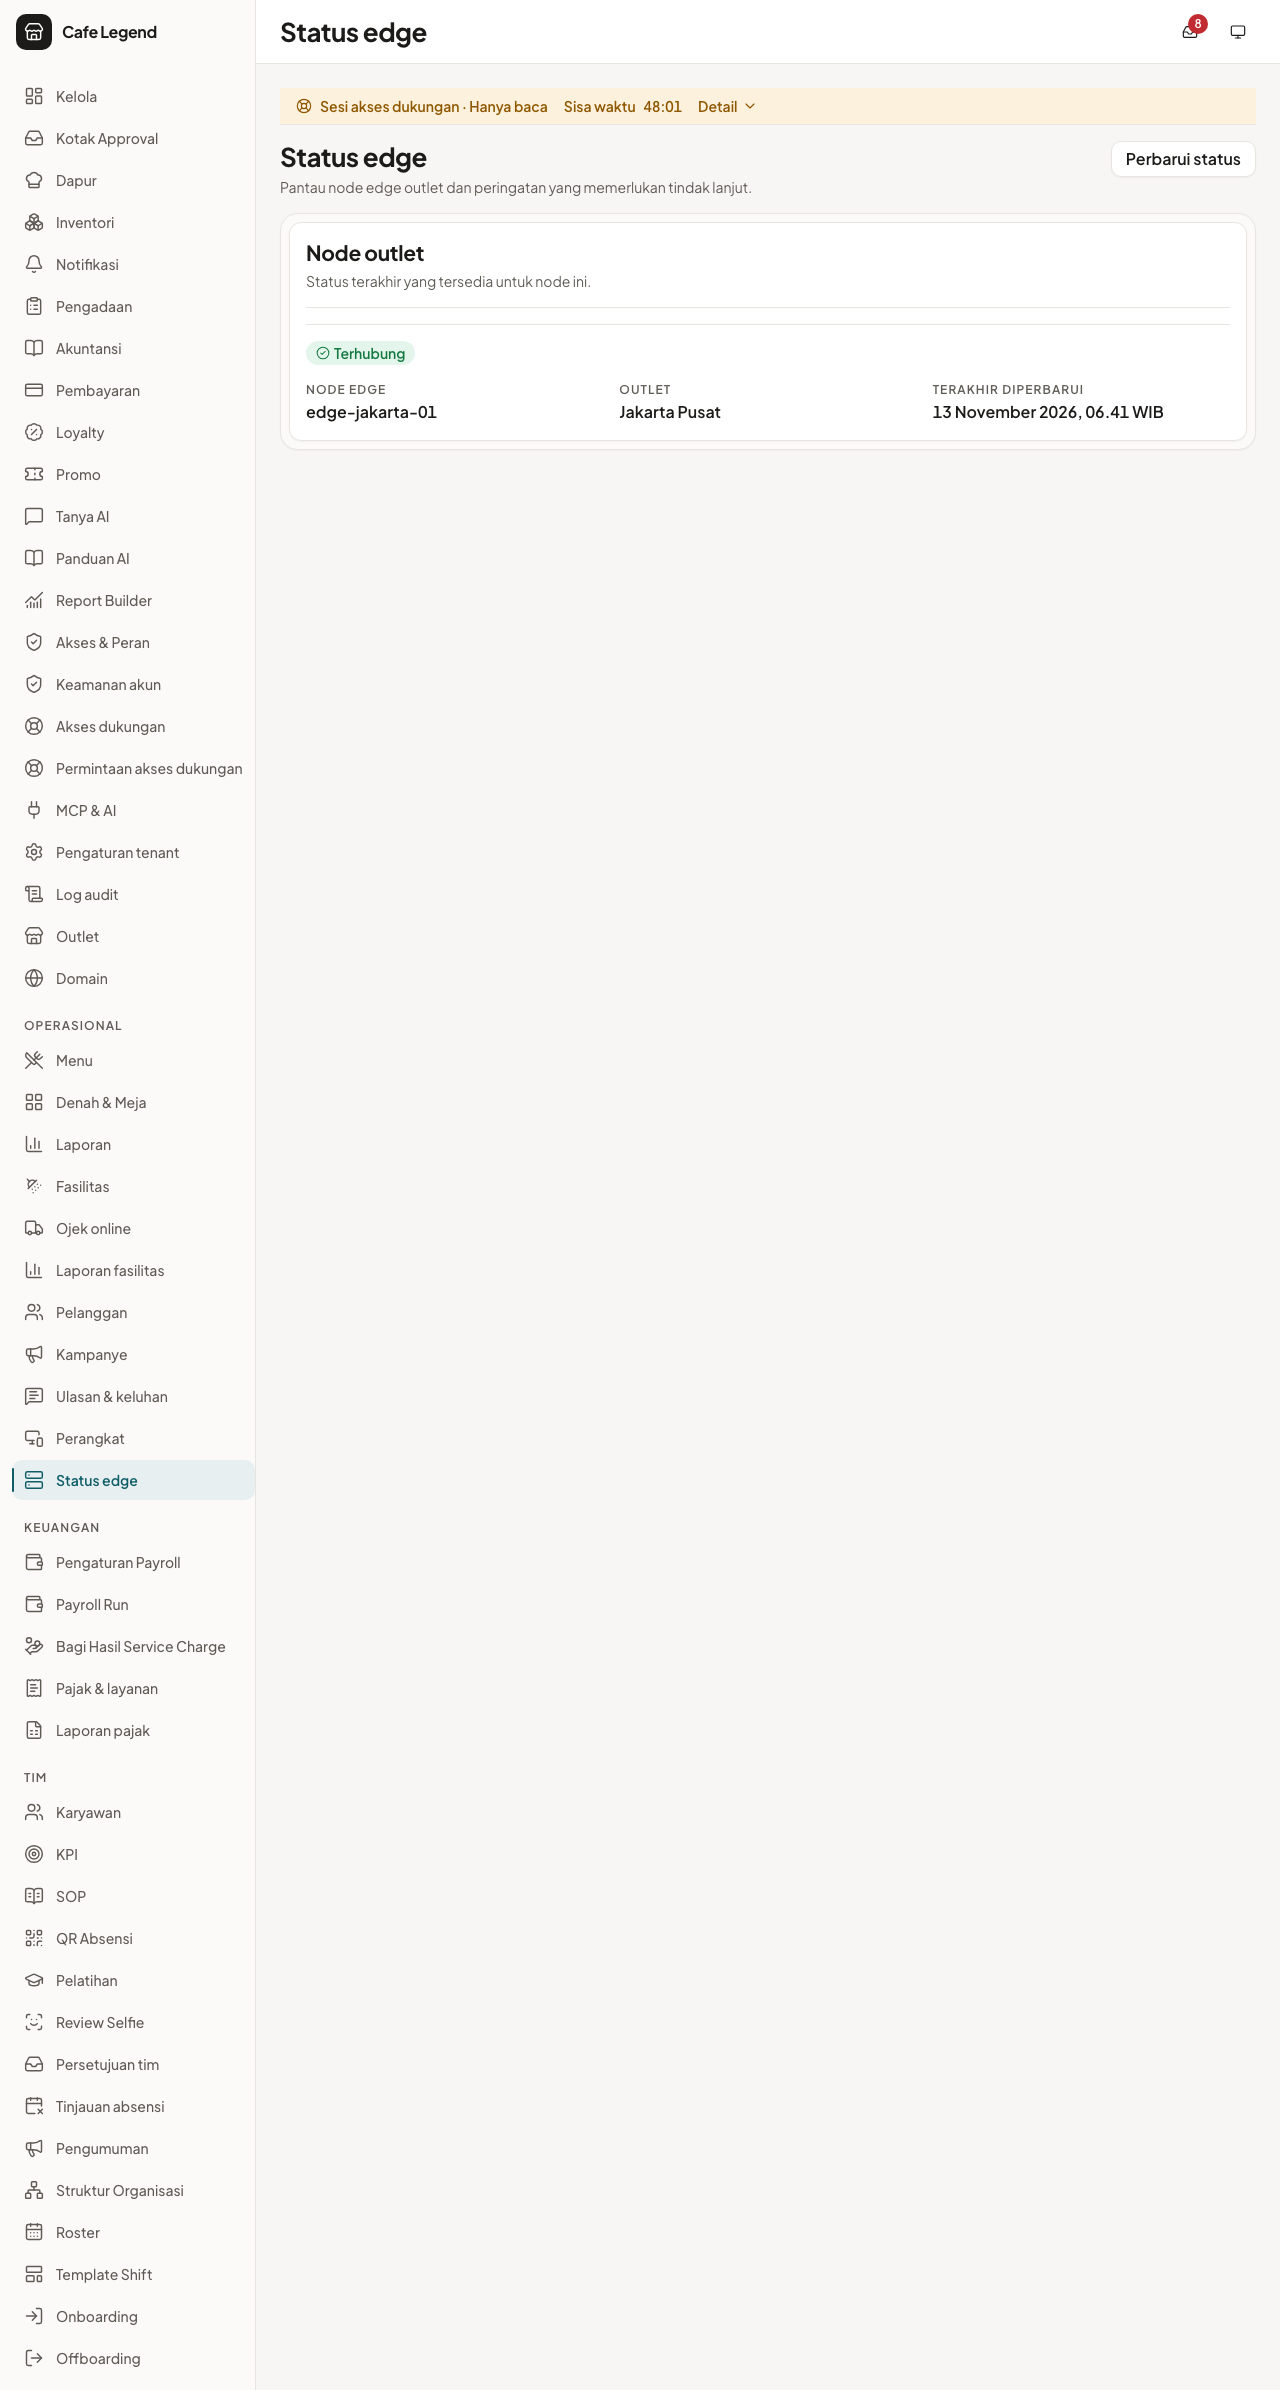 Cafe Legend
Status edge
8
Kelola
Kotak Approval
Dapur
Inventori
Notifikasi
Pengadaan
Akuntansi
Pembayaran
Loyalty
Promo
Tanya AI
Panduan AI
Report Builder
Akses & Peran
Keamanan akun
Akses dukungan
Permintaan akses dukungan
MCP & AI
Pengaturan tenant
Log audit
Outlet
Domain
OPERASIONAL
Menu
Denah & Meja
Laporan
Fasilitas
Ojek online
Laporan fasilitas
Pelanggan
Kampanye
Ulasan & keluhan
Perangkat
Status edge
KEUANGAN
Pengaturan Payroll
Payroll Run
Bagi Hasil Service Charge
Pajak & layanan
Laporan pajak
TIM
Karyawan
KPI
SOP
QR Absensi
Pelatihan
Review Selfie
Persetujuan tim
Tinjauan absensi
Pengumuman
Struktur Organisasi
Roster
Template Shift
Onboarding
Offboarding
Sesi akses dukungan · Hanya baca Sisa waktu 48:01 Detail
Status edge
Perbarui status
Pantau node edge outlet dan peringatan yang memerlukan tindak lanjut.
Node outlet
Status terakhir yang tersedia untuk node ini.
Terhubung
NODE EDGE
edge-jakarta-01
OUTLET
Jakarta Pusat
TERAKHIR DIPERBARUI
13 November 2026, 06.41 WIB